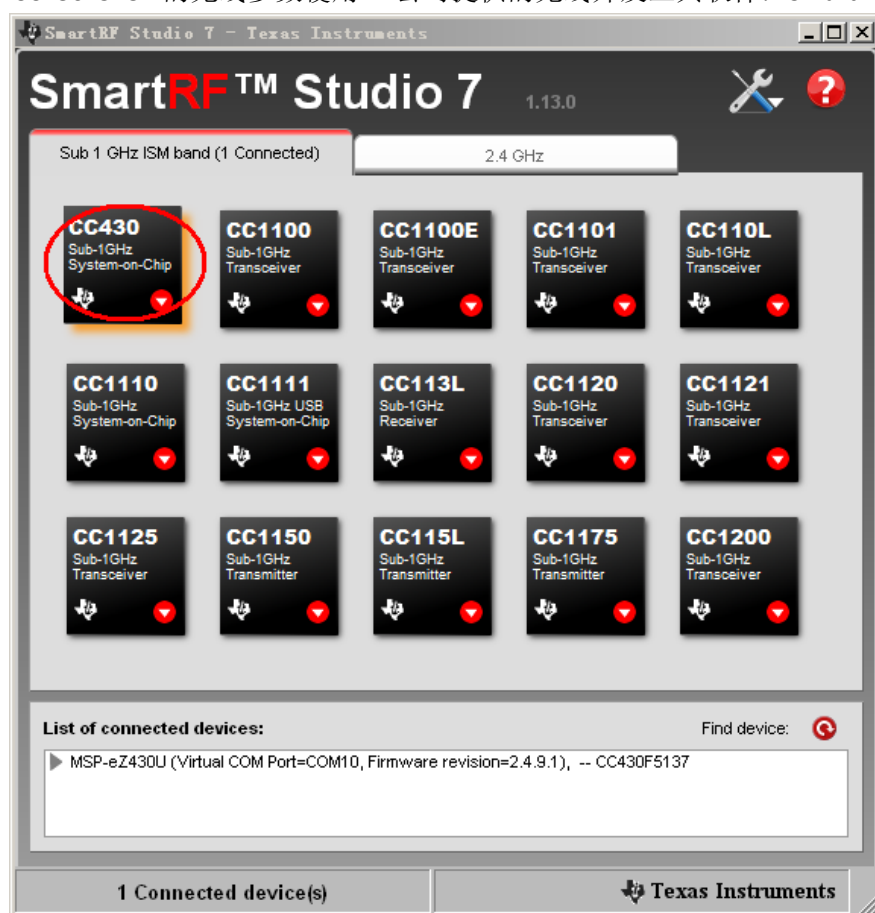 SmartRF Studio 7 - Texas Instruments
SmartRF™ Studio 7 1.13.0
Sub 1 GHz ISM band (1 Connected) 2.4 GHz
CC430
Sub-1GHz
System-on-Chip
CC1100
Sub-1GHz
Transceiver
CC1100E
Sub-1GHz
Transceiver
CC1101
Sub-1GHz
Transceiver
CC110L
Sub-1GHz
Transceiver
CC1110
Sub-1GHz
System-on-Chip
CC1111
Sub-1GHz USB
System-on-Chip
CC113L
Sub-1GHz
Receiver
CC1120
Sub-1GHz
Transceiver
CC1121
Sub-1GHz
Transceiver
CC1125
Sub-1GHz
Transceiver
CC1150
Sub-1GHz
Transmitter
CC115L
Sub-1GHz
Transmitter
CC1175
Sub-1GHz
Transmitter
CC1200
Sub-1GHz
Transceiver
List of connected devices: Find device:
MSP-eZ430U (Virtual COM Port=COM10, Firmware revision=2.4.9.1), -- CC430F5137
1 Connected device(s) Texas Instruments